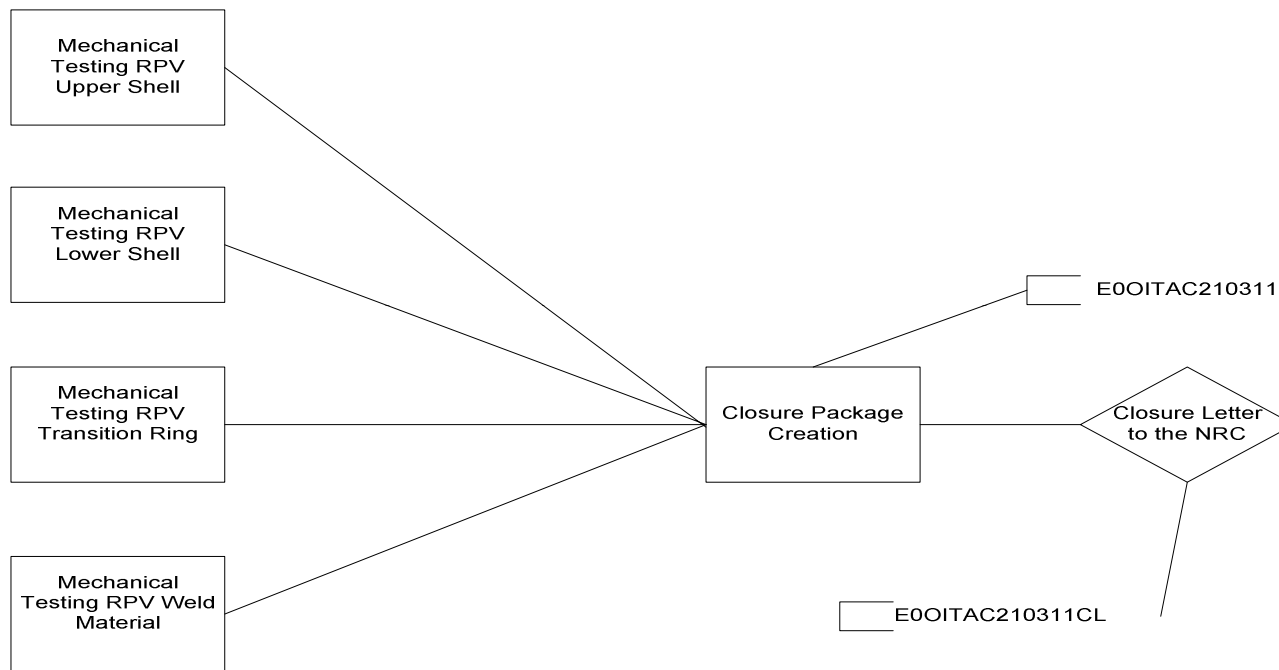 Mechanical
Testing RPV
Upper Shell
Mechanical
Testing RPV
Lower Shell
Mechanical
Testing RPV
Transition Ring
Mechanical
Testing RPV Weld
Material
Closure Package
Creation
E0OITAC210311
Closure Letter
to the NRC
E0OITAC210311CL